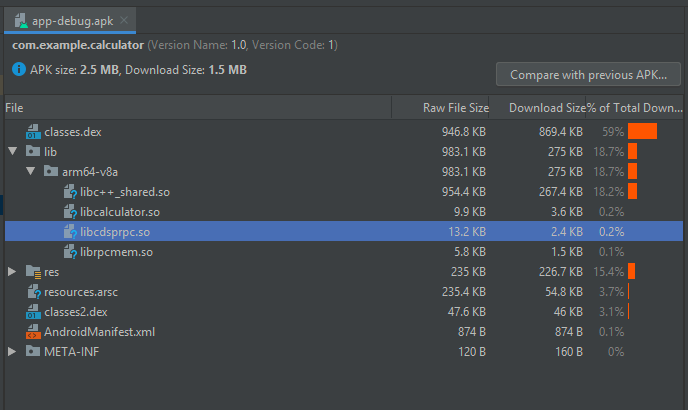 app-debug.apk
com.example.calculator (Version Name: 1.0, Version Code: 1)
APK size: 2.5 MB, Download Size: 1.5 MB
Compare with previous APK...
File Raw File Size Download Size % of Total Down...
classes.dex 946.8 KB 869.4 KB 59%
lib 983.1 KB 275 KB 18.7%
arm64-v8a 983.1 KB 275 KB 18.7%
libc++_shared.so 954.4 KB 267.4 KB 18.2%
libcalculator.so 9.9 KB 3.6 KB 0.2%
libcdsprpc.so 13.2 KB 2.4 KB 0.2%
librpcmem.so 5.8 KB 1.5 KB 0.1%
res 235 KB 226.7 KB 15.4%
resources.arsc 235.4 KB 54.8 KB 3.7%
classes2.dex 47.6 KB 46 KB 3.1%
AndroidManifest.xml 874 B 874 B 0.1%
META-INF 120 B 160 B 0%